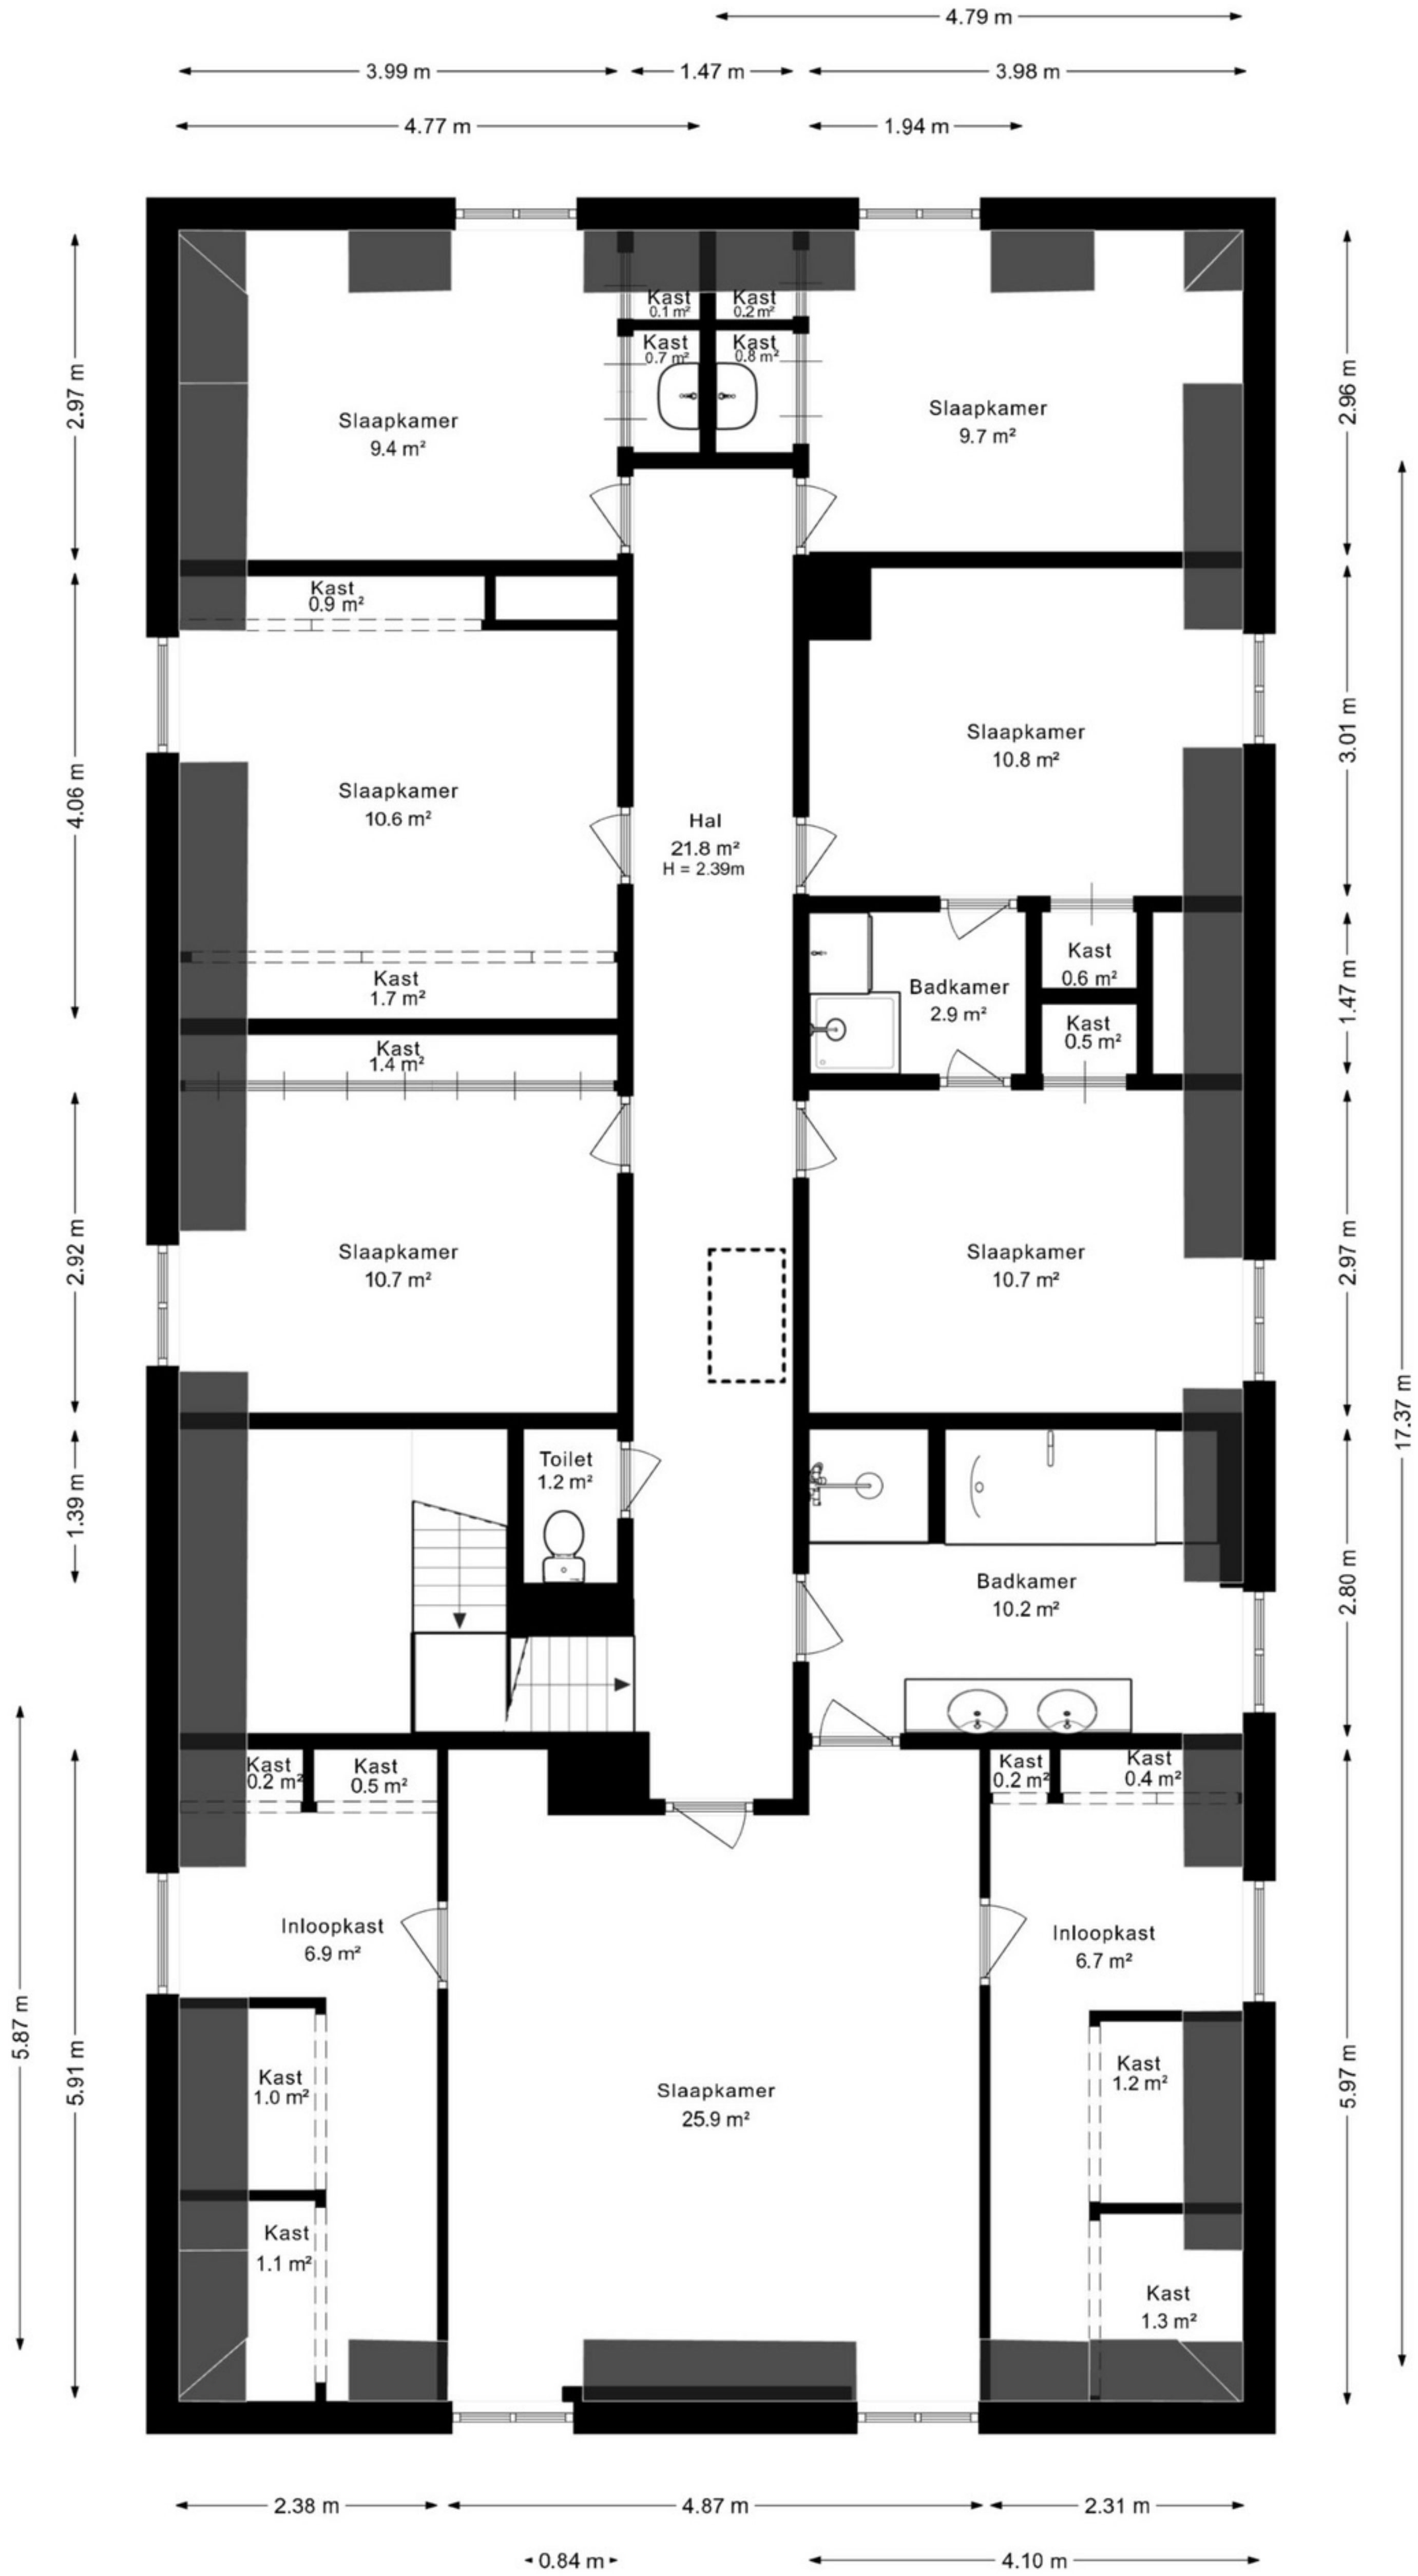 4.79 m
3.99 m
1.47 m
3.98 m
4.77 m
1.94 m
Kast
0.1 m²
Kast
0.2 m²
Kast
0.7 m²
Kast
0.8 m²
2.97 m
Slaapkamer
9.4 m²
Slaapkamer
9.7 m²
2.96 m
Kast
0.9 m²
Slaapkamer
10.8 m²
3.01 m
4.06 m
Slaapkamer
10.6 m²
Hal
21.8 m²
H = 2.39m
Kast
1.7 m²
Badkamer
2.9 m²
Kast
0.6 m²
Kast
0.5 m²
1.47 m
Kast
1.4 m²
2.92 m
Slaapkamer
10.7 m²
Slaapkamer
10.7 m²
2.97 m
17.37 m
1.39 m
Toilet
1.2 m²
Badkamer
10.2 m²
2.80 m
Kast
0.2 m²
Kast
0.5 m²
Kast
0.2 m²
Kast
0.4 m²
Inloopkast
6.9 m²
Inloopkast
6.7 m²
5.87 m
5.91 m
Kast
1.0 m²
Slaapkamer
25.9 m²
Kast
1.2 m²
5.97 m
Kast
1.1 m²
Kast
1.3 m²
2.38 m
4.87 m
2.31 m
0.84 m
4.10 m